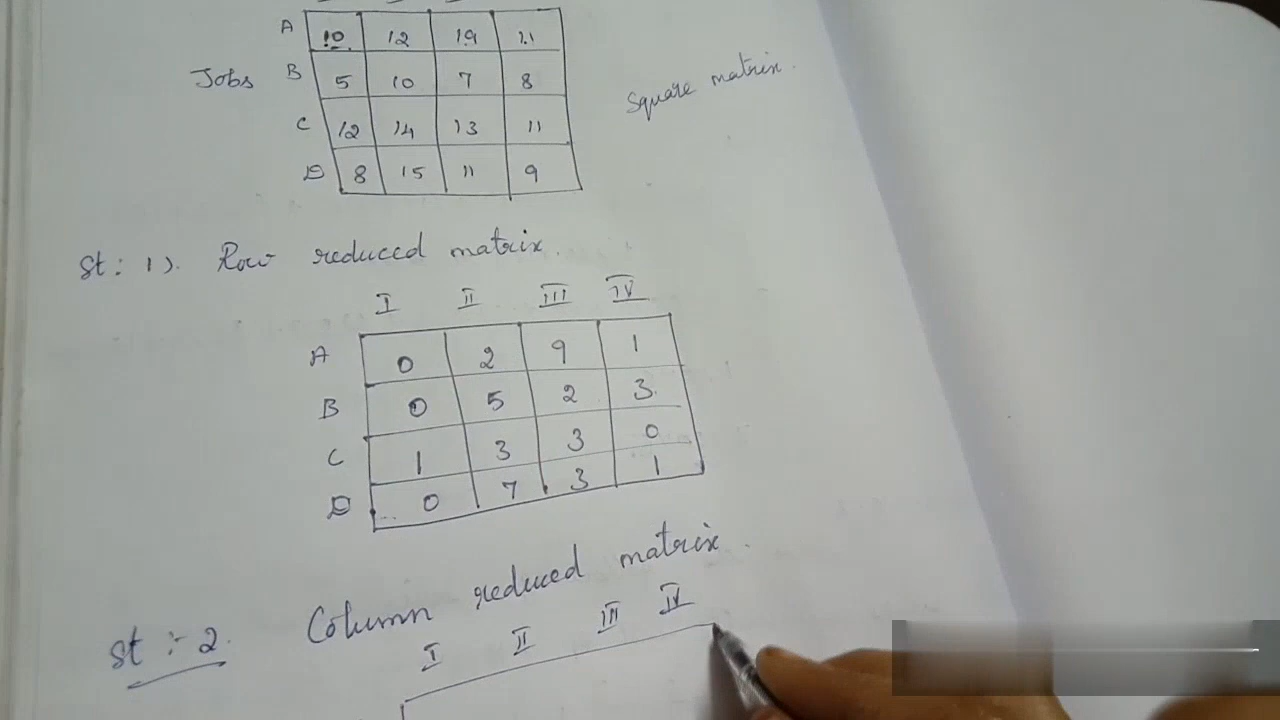 A 10 12 19 11
Jobs B 5 10 7 8
Square matrix.
C 12 14 13 11
D 8 15 11 9
St: 1). Row reduced matrix.
I II III IV
A 0 2 9 1
B 0 5 2 3
C 1 3 3 0
D 0 7 3 1
St :- 2. Column reduced matrix.
I II III IV